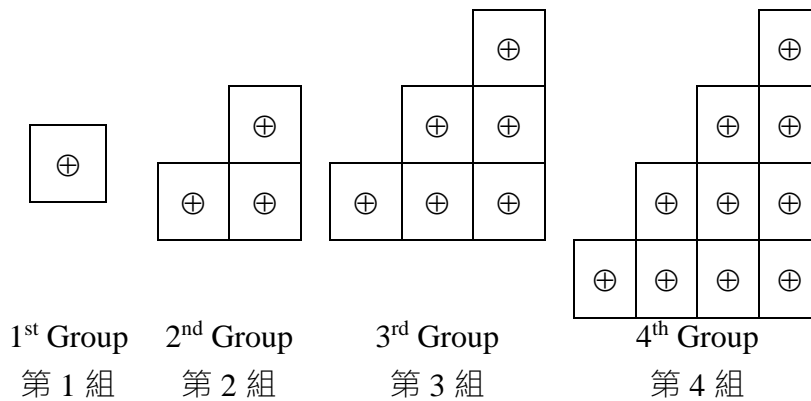 ⊕ ⊕ ⊕
⊕ ⊕ ⊕ ⊕ ⊕
⊕ ⊕ ⊕ ⊕ ⊕ ⊕ ⊕ ⊕
⊕ ⊕ ⊕ ⊕
1st Group 2nd Group 3rd Group 4th Group
第 1 組 第 2 組 第 3 組 第 4 組